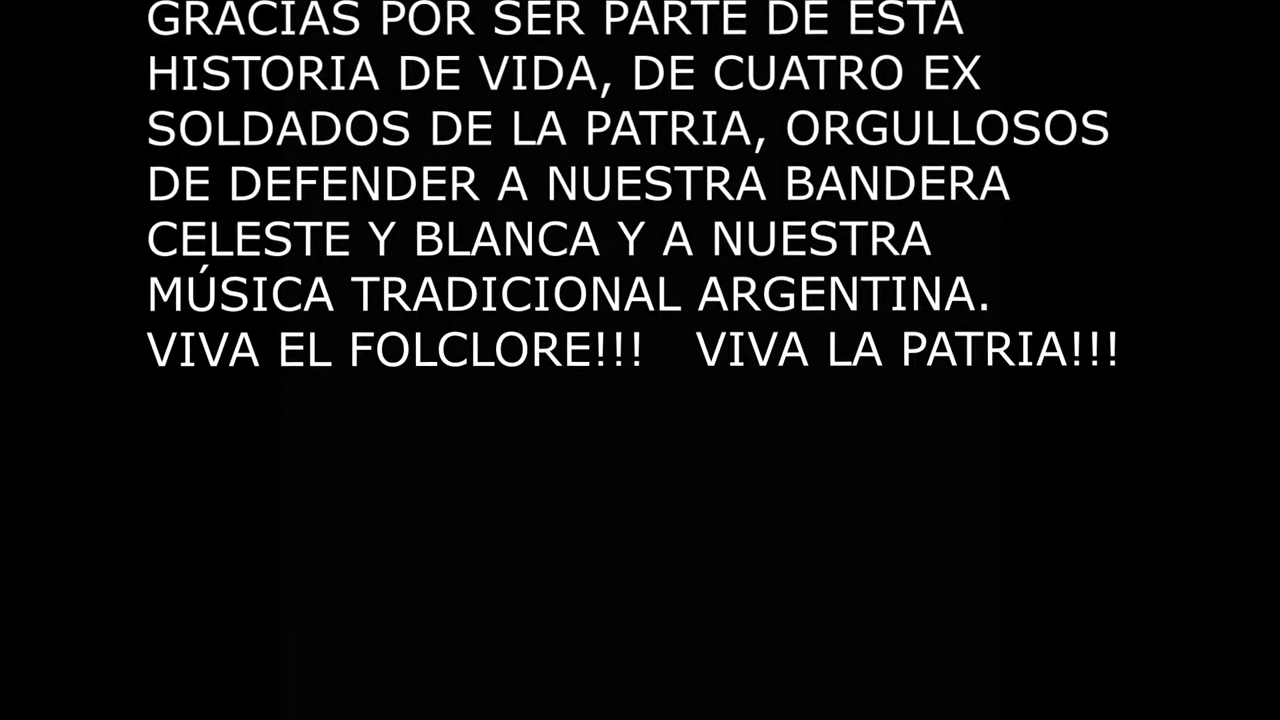 GRACIAS POR SER PARTE DE ESTA
HISTORIA DE VIDA, DE CUATRO EX
SOLDADOS DE LA PATRIA, ORGULLOSOS
DE DEFENDER A NUESTRA BANDERA
CELESTE Y BLANCA Y A NUESTRA
MÚSICA TRADICIONAL ARGENTINA.
VIVA EL FOLCLORE!!!   VIVA LA PATRIA!!!